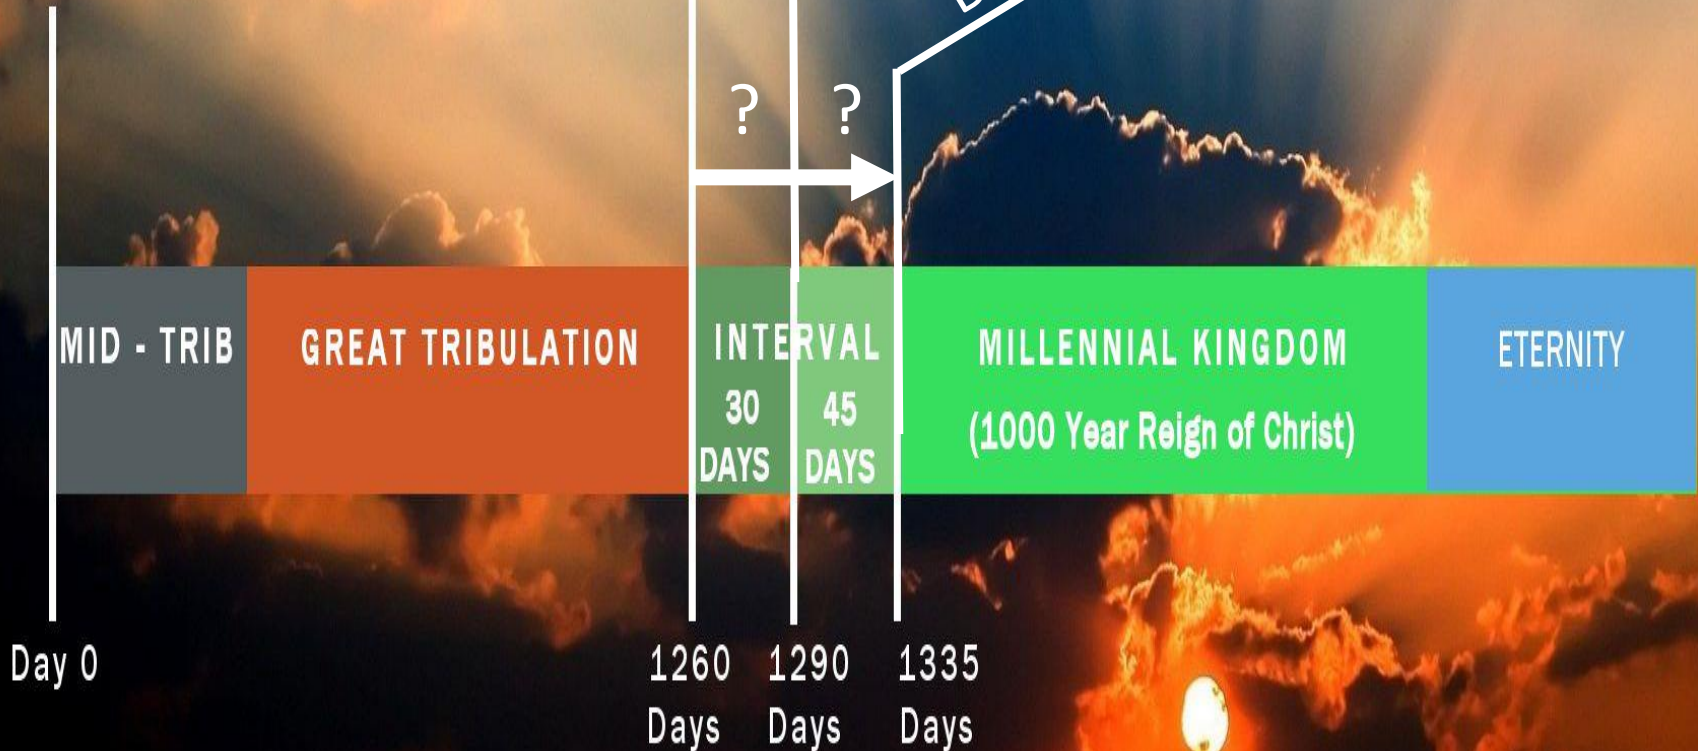 ? ?
MID - TRIB GREAT TRIBULATION INTERVAL MILLENNIAL KINGDOM ETERNITY
30 45 (1000 Year Reign of Christ)
DAYS DAYS
Day 0 1260 1290 1335
Days Days Days